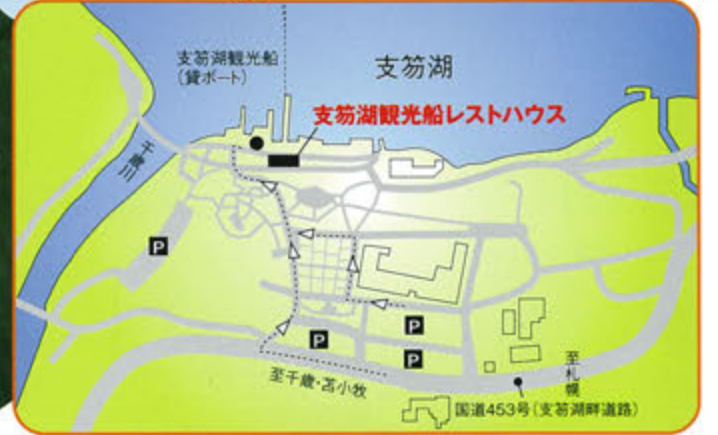 支笏湖観光船
(貸ボート)
支笏湖
支笏湖観光船レストハウス
千歳川
P
P
P
P
至千歳・苫小牧
至札幌
国道453号(支笏湖畔道路)